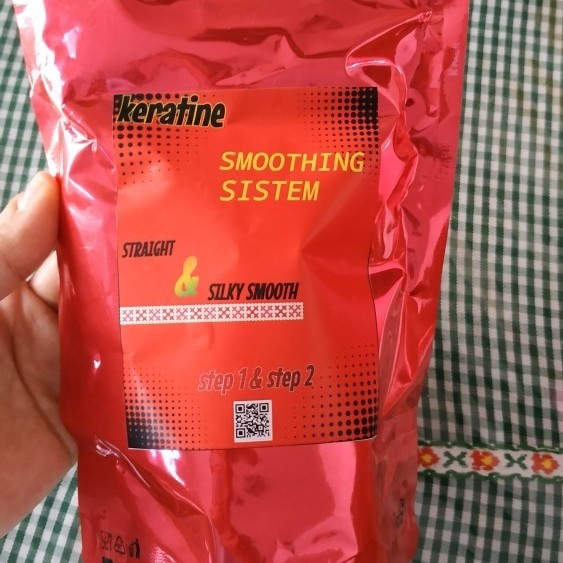 keratine
SMOOTHING
SISTEM
STRAIGHT
&
SILKY SMOOTH
step 1 & step 2